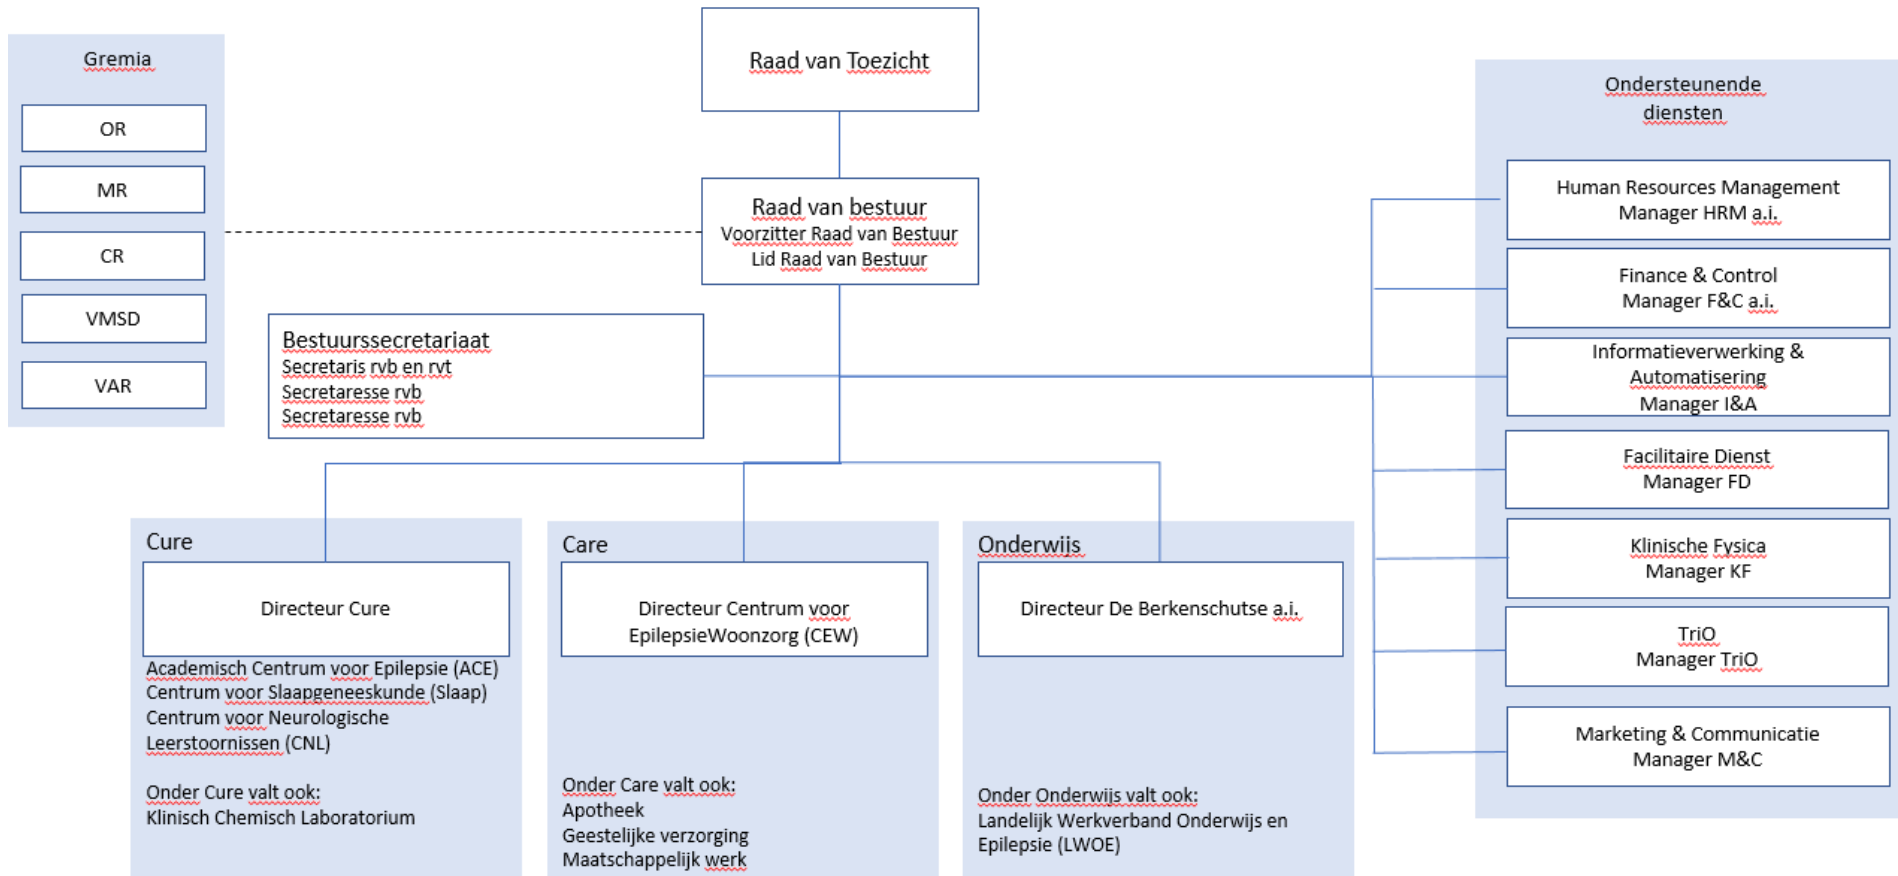 Gremia
OR
MR
CR
VMSD
VAR
Raad van Toezicht
Raad van bestuur
Voorzitter Raad van Bestuur
Lid Raad van Bestuur
Bestuurssecretariaat
Secretaris rvb en rvt
Secretaresse rvb
Secretaresse rvb
Ondersteunende
diensten
Human Resources Management
Manager HRM a.i.
Finance & Control
Manager F&C a.i.
Informatieverwerking &
Automatisering
Manager I&A
Facilitaire Dienst
Manager FD
Klinische Fysica
Manager KF
TriO
Manager TriO
Marketing & Communicatie
Manager M&C
Cure
Directeur Cure
Academisch Centrum voor Epilepsie (ACE)
Centrum voor Slaapgeneeskunde (Slaap)
Centrum voor Neurologische
Leerstoornissen (CNL)
Onder Cure valt ook:
Klinisch Chemisch Laboratorium
Care
Directeur Centrum voor
EpilepsieWoonzorg (CEW)
Onder Care valt ook:
Apotheek
Geestelijke verzorging
Maatschappelijk werk
Onderwijs
Directeur De Berkenschutse a.i.
Onder Onderwijs valt ook:
Landelijk Werkverband Onderwijs en
Epilepsie (LWOE)